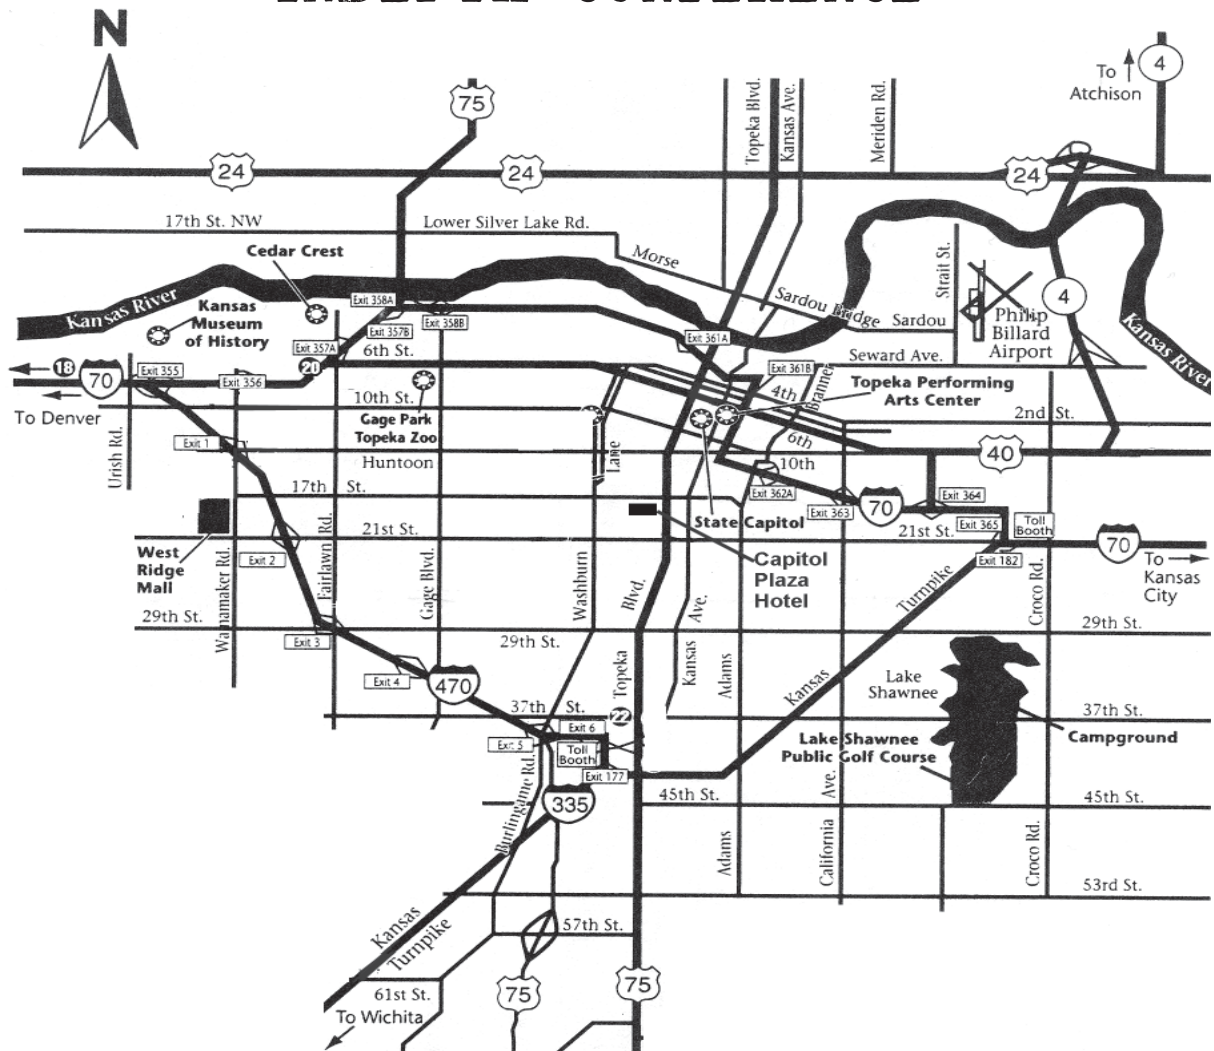 N
75
24
24
24
4
To
Atchison
Topeka Blvd.
Kansas Ave.
Meriden Rd.
17th St. NW
Lower Silver Lake Rd.
Cedar Crest
Morse
Sardou Bridge
Sardou
Strait St.
4
Kansas River
Kansas
Museum
of History
Exit 358A
Exit 357B
Exit 358B
Exit 357A
Exit 361A
Philip
Billard
Airport
Kansas River
18
70
Exit 355
Exit 356
20
6th St.
Seward Ave.
Exit 361B
To Denver
10th St.
Gage Park
Topeka Zoo
4th
Branner
Topeka Performing
Arts Center
2nd St.
Urish Rd.
Exit 1
Huntoon
Lane
6th
10th
40
17th St.
Exit 362A
Exit 363
70
Exit 364
State Capitol
21st St.
21st St.
Exit 365
Toll
Booth
70
West
Ridge
Mall
Exit 2
Wanamaker Rd.
Fairlawn Rd.
Gage Blvd.
Washburn
Blvd.
Capitol
Plaza
Hotel
Exit 182
To
Kansas
City
Turnpike
Croco Rd.
29th St.
Exit 3
29th St.
Ave.
29th St.
Exit 4
470
Topeka
Kansas
Adams
Kansas
Lake
Shawnee
37th St.
22
37th St.
Exit 5
Exit 6
Toll
Booth
Exit 177
Lake Shawnee
Public Golf Course
Campground
335
Burlingame Rd.
45th St.
Ave.
45th St.
Adams
California
Croco Rd.
53rd St.
Kansas
Turnpike
57th St.
75
75
61st St.
To Wichita